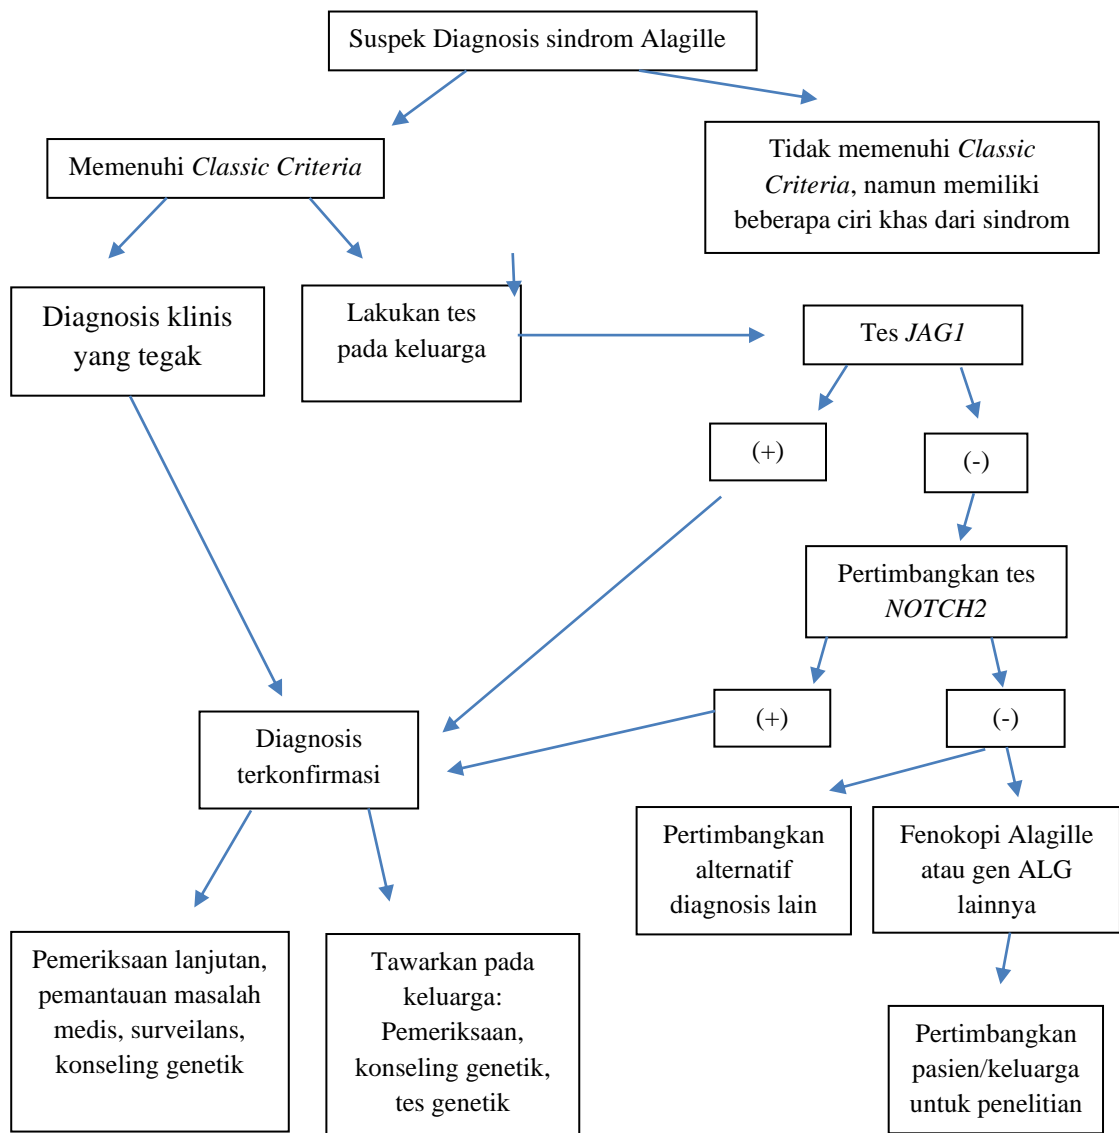 Suspek Diagnosis sindrom Alagille
Memenuhi Classic Criteria
Tidak memenuhi Classic
Criteria, namun memiliki
beberapa ciri khas dari sindrom
Diagnosis klinis
yang tegak
Lakukan tes
pada keluarga
Tes JAG1
(+)
(-)
Pertimbangkan tes
NOTCH2
(+)
(-)
Diagnosis
terkonfirmasi
Pertimbangkan
alternatif
diagnosis lain
Fenokopi Alagille
atau gen ALG
lainnya
Pemeriksaan lanjutan,
pemantauan masalah
medis, surveilans,
konseling genetik
Tawarkan pada
keluarga:
Pemeriksaan,
konseling genetik,
tes genetik
Pertimbangkan
pasien/keluarga
untuk penelitian